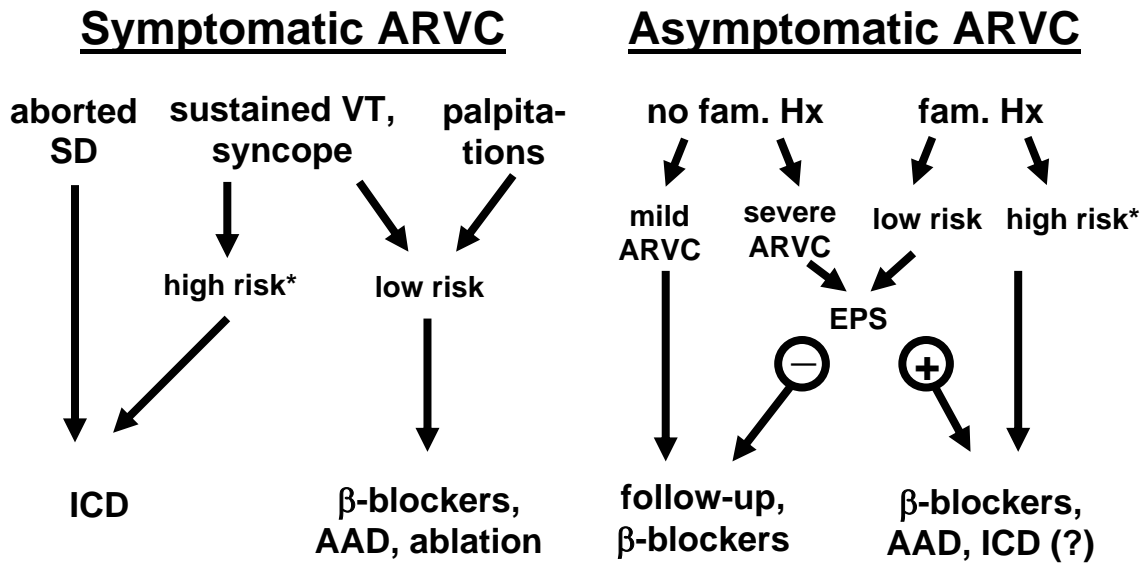 Symptomatic ARVC
aborted
SD
sustained VT,
syncope
palpita-
tions
high risk*
low risk
ICD
β-blockers,
AAD, ablation
Asymptomatic ARVC
no fam. Hx
fam. Hx
mild
ARVC
severe
ARVC
low risk
high risk*
EPS
–
+
follow-up,
β-blockers
β-blockers,
AAD, ICD (?)